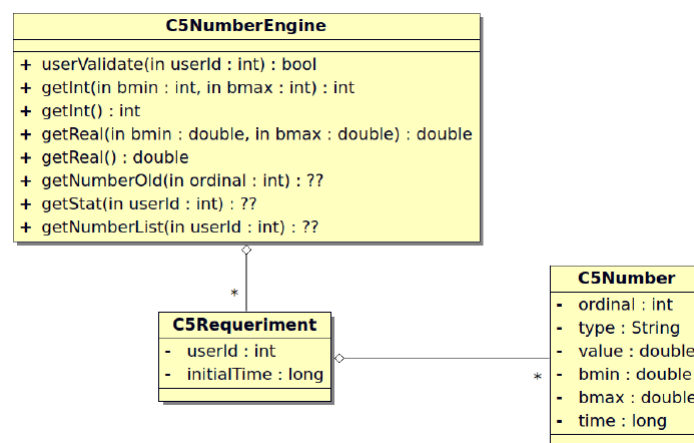 C5NumberEngine
+ userValidate(in userId : int) : bool
+ getInt(in bmin : int, in bmax : int) : int
+ getInt() : int
+ getReal(in bmin : double, in bmax : double) : double
+ getReal() : double
+ getNumberOld(in ordinal : int) : ??
+ getStat(in userId : int) : ??
+ getNumberList(in userId : int) : ??
*
C5Requeriment
- userId : int
- initialTime : long
*
C5Number
- ordinal : int
- type : String
- value : double
- bmin : double
- bmax : double
- time : long